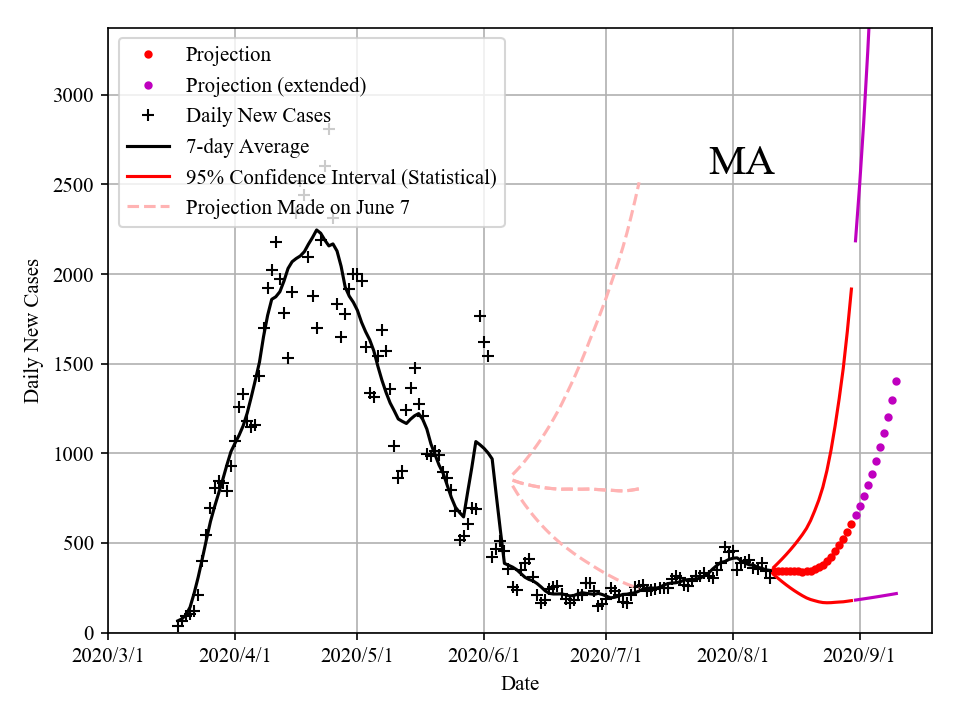 Projection
Projection (extended)
Daily New Cases
7-day Average
95% Confidence Interval (Statistical)
Projection Made on June 7
MA
3000
2500
2000
1500
1000
500
0
Daily New Cases
2020/3/1 2020/4/1 2020/5/1 2020/6/1 2020/7/1 2020/8/1 2020/9/1
Date